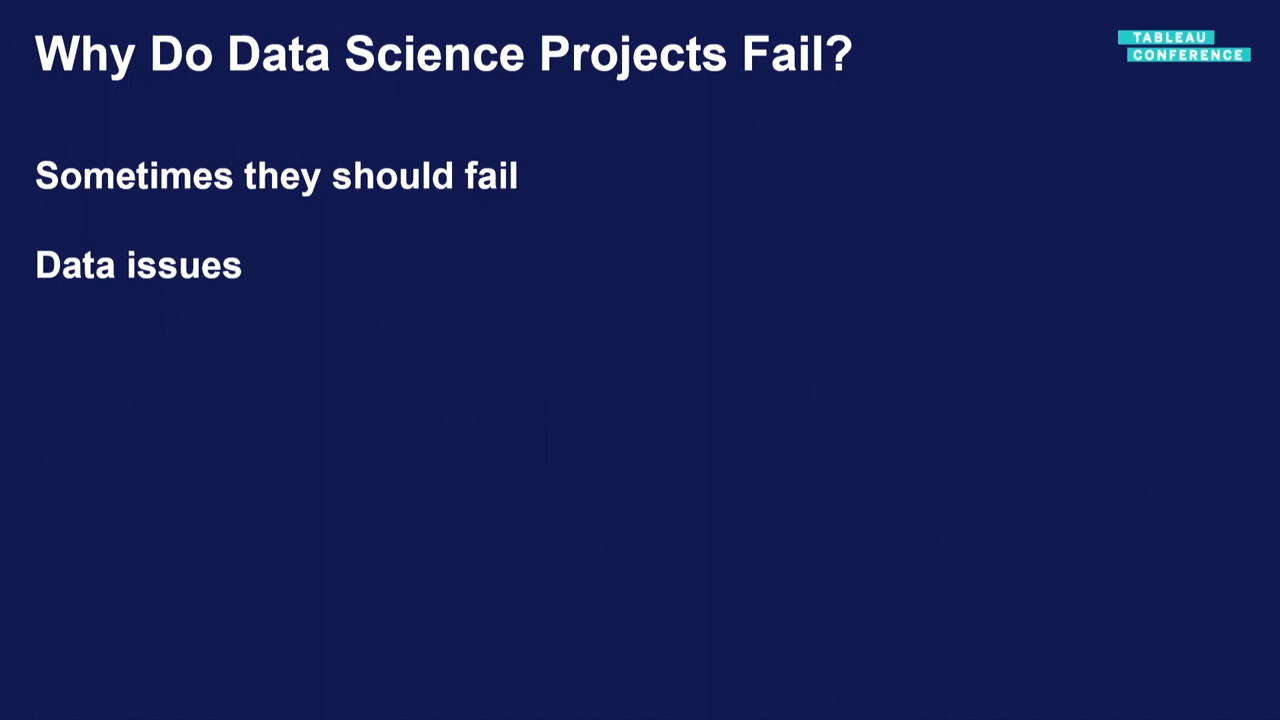 Why Do Data Science Projects Fail?
TABLEAU
CONFERENCE
Sometimes they should fail
Data issues